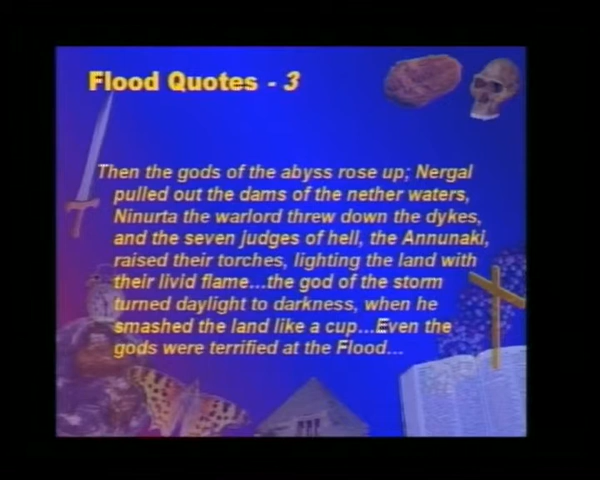 Flood Quotes - 3
Then the gods of the abyss rose up; Nergal
pulled out the dams of the nether waters,
Ninurta the warlord threw down the dykes,
and the seven judges of hell, the Annunaki,
raised their torches, lighting the land with
their livid flame...the god of the storm
turned daylight to darkness, when he
smashed the land like a cup...Even the
gods were terrified at the Flood...